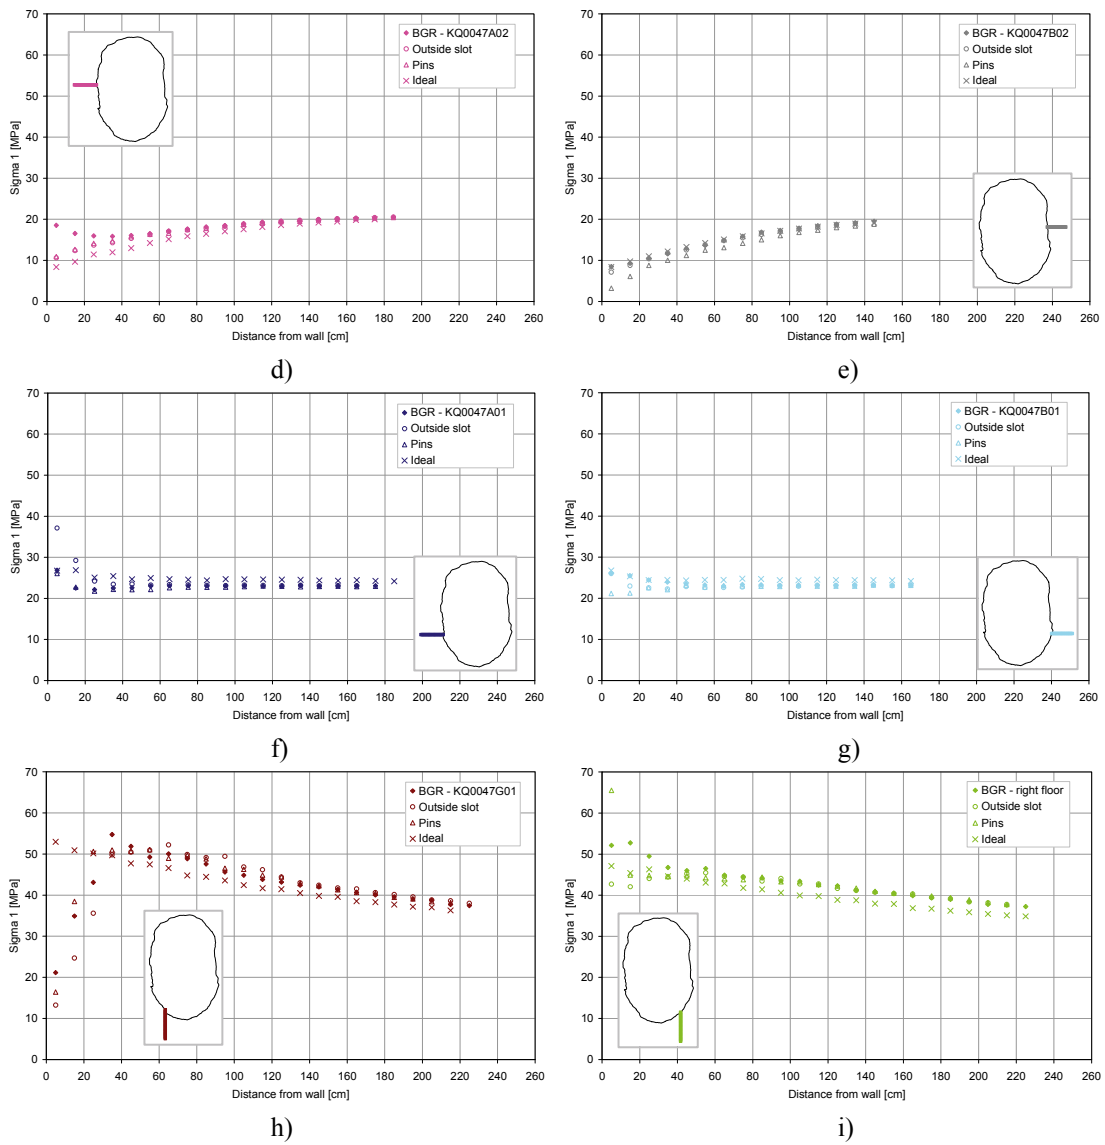 70
60
50
40
30
20
10
0
Sigma 1 [MPa]
0 20 40 60 80 100 120 140 160 180 200 220 240 260
Distance from wall [cm]
BGR - KQ0047A02
Outside slot
Pins
Ideal
d)
70
60
50
40
30
20
10
0
Sigma 1 [MPa]
0 20 40 60 80 100 120 140 160 180 200 220 240 260
Distance from wall [cm]
BGR - KQ0047B02
Outside slot
Pins
Ideal
e)
70
60
50
40
30
20
10
0
Sigma 1 [MPa]
0 20 40 60 80 100 120 140 160 180 200 220 240 260
Distance from wall [cm]
BGR - KQ0047A01
Outside slot
Pins
Ideal
f)
70
60
50
40
30
20
10
0
Sigma 1 [MPa]
0 20 40 60 80 100 120 140 160 180 200 220 240 260
Distance from wall [cm]
BGR - KQ0047B01
Outside slot
Pins
Ideal
g)
70
60
50
40
30
20
10
0
Sigma 1 [MPa]
0 20 40 60 80 100 120 140 160 180 200 220 240 260
Distance from wall [cm]
BGR - KQ0047G01
Outside slot
Pins
Ideal
h)
70
60
50
40
30
20
10
0
Sigma 1 [MPa]
0 20 40 60 80 100 120 140 160 180 200 220 240 260
Distance from wall [cm]
BGR - right floor
Outside slot
Pins
Ideal
i)